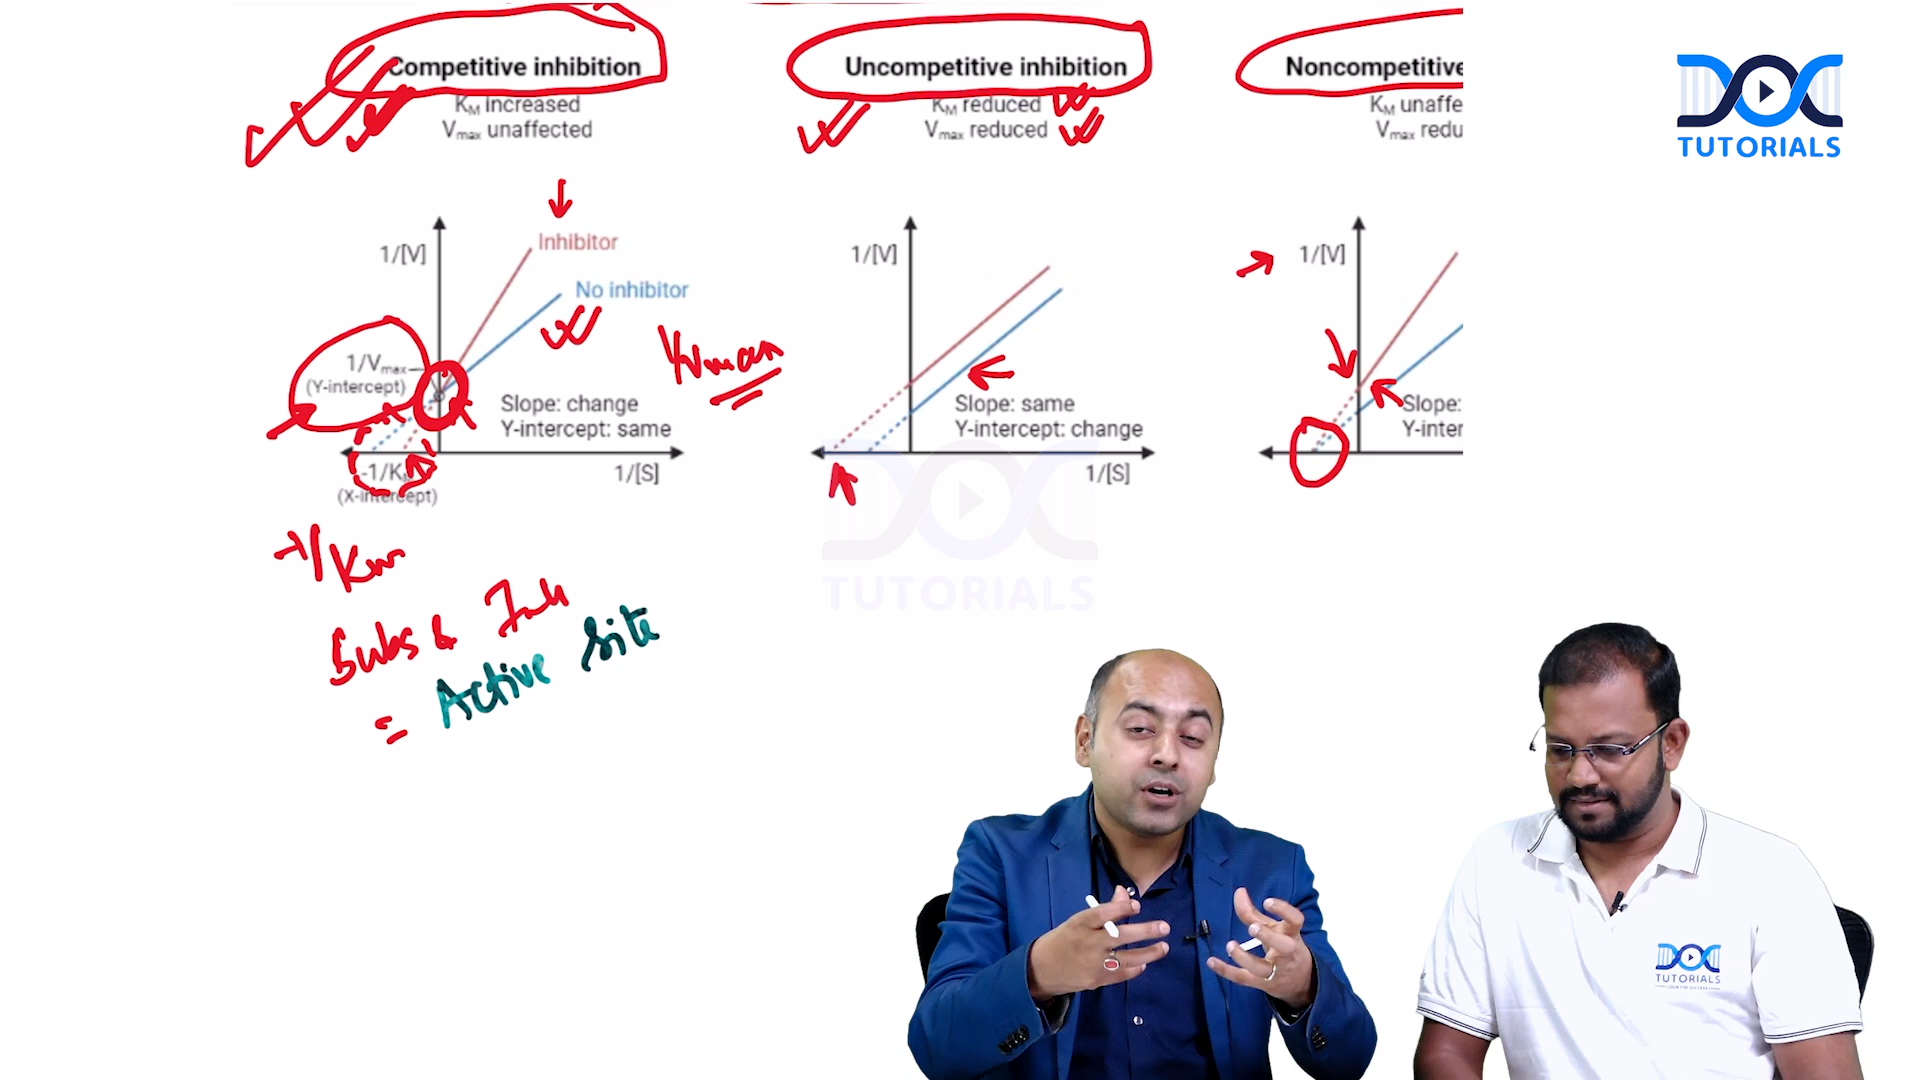 Competitive inhibition
KM increased
Vmax unaffected
1/[V]
Inhibitor
No inhibitor
1/Vmax
(Y-intercept)
Slope: change
Y-intercept: same
-1/K
(X-intercept)
1/[S]
-1/Km
Subs &
= Active Site
1/Vmax
Uncompetitive inhibition
KM reduced
Vmax reduced
1/[V]
Slope: same
Y-intercept: change
1/[S]
Noncompetitive
KM unaffe
Vmax redu
1/[V]
Slope:
Y-inter
TUTORIALS
TUTORIALS
TUTORIALS